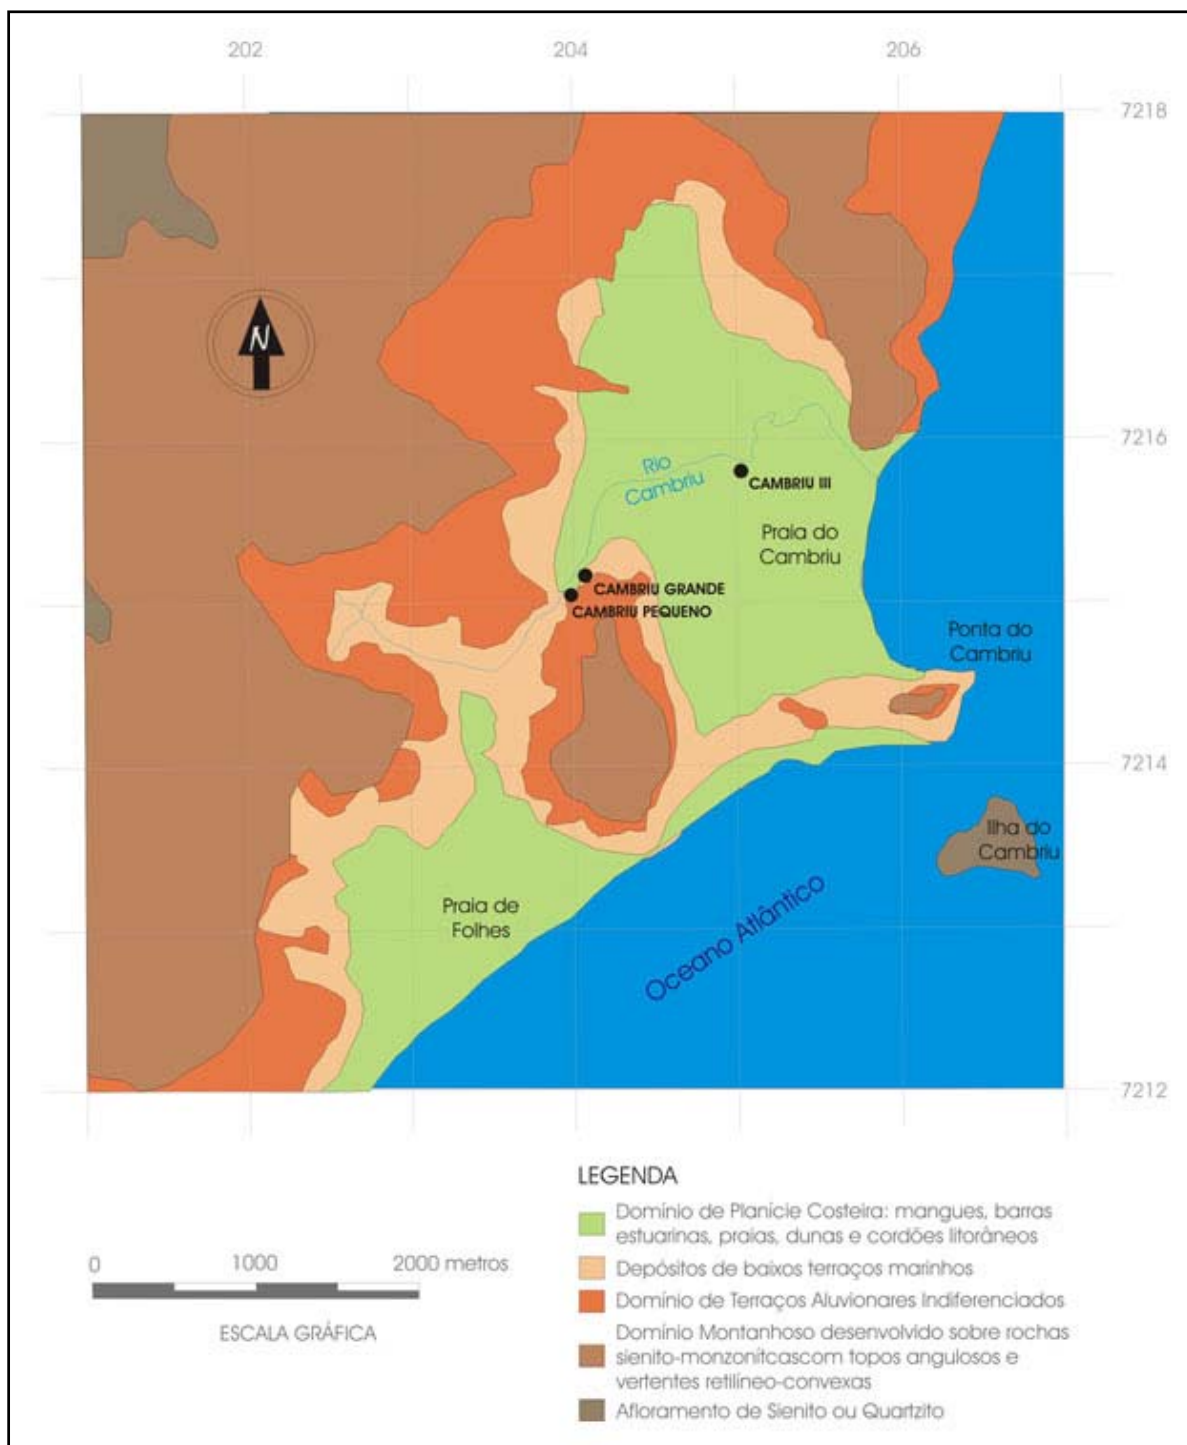 202
204
206
7218
N
7216
Rio
Cambriu
CAMBRIU III
Praia do
Cambriu
CAMBRIU GRANDE
CAMBRIU PEQUENO
Ponta do
Cambriu
7214
Ilha do
Cambriu
Praia de
Folhes
Oceano Atlântico
7212
LEGENDA
Domínio de Planície Costeira: mangues, barras
estuarinas, praias, dunas e cordões litorâneos
Depósitos de baixos terraços marinhos
Domínio de Terraços Aluvionares Indiferenciados
Domínio Montanhoso desenvolvido sobre rochas
sienito-monzonítcascom topos angulosos e
vertentes retilíneo-convexas
Afloramento de Sienito ou Quartzito
0
1000
2000 metros
ESCALA GRÁFICA